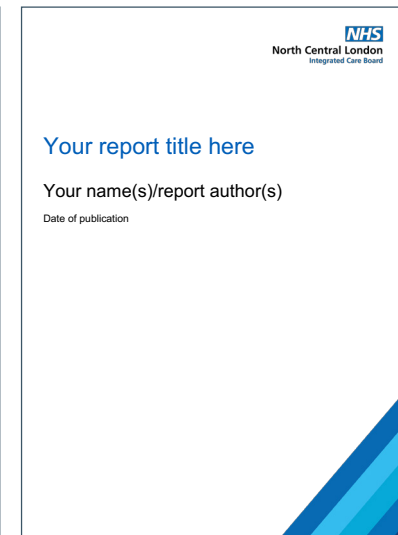 NHS
North Central London
Integrated Care Board
Your report title here
Your name(s)/report author(s)
Date of publication